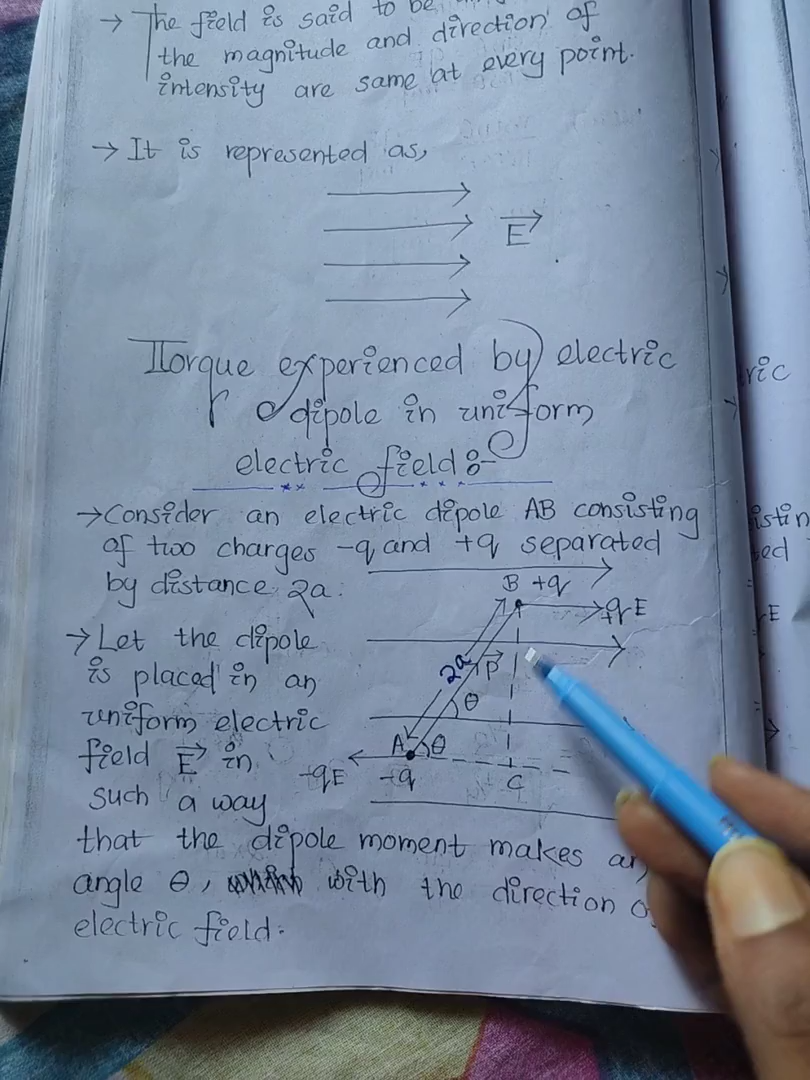 → The field is said to be
the magnitude and direction of
intensity are same at every point.
→ It is represented as,
E
Torque experienced by electric
dipole in uniform
electric field :-
→ Consider an electric dipole AB consisting
of two charges -q and +q separated
by distance 2a.
B +q
+qE
→ Let the dipole
is placed in an
uniform electric
field E in
such a way
2a
P
θ
A θ
-qE
-q
C
that the dipole moment makes an
angle θ, with the direction
electric field.
ric
istin
ted
E